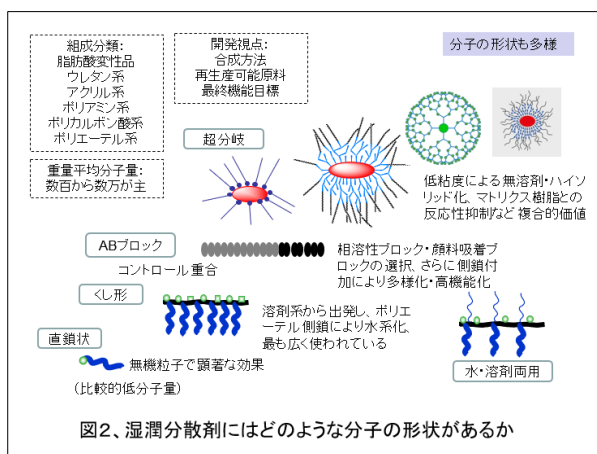 組成分類:
脂肪酸変性品
ウレタン系
アクリル系
ポリアミン系
ポリカルボン酸系
ポリエーテル系
開発視点:
合成方法
再生産可能原料
最終機能目標
分子の形状も多様
重量平均分子量:
数百から数万が主
超分岐
低粘度による無溶剤・ハイソ
リッド化、マトリクス樹脂との
反応性抑制など複合的価値
ABブロック
コントロール重合
相溶性ブロック・顔料吸着ブ
ロックの選択、さらに側鎖付
加により多様化・高機能化
くし形
溶剤系から出発し、ポリエ
ーテル側鎖により水系化、
最も広く使われている
直鎖状
無機粒子で顕著な効果
(比較的低分子量)
水・溶剤両用
図2、湿潤分散剤にはどのような分子の形状があるか